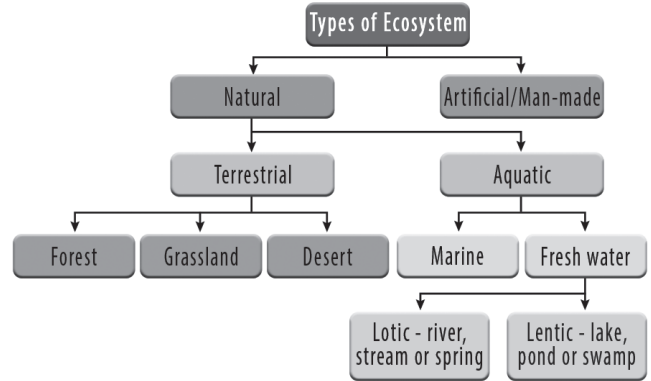 Types of Ecosystem
Natural
Artificial/Man-made
Terrestrial
Aquatic
Forest
Grassland
Desert
Marine
Fresh water
Lotic - river,
stream or spring
Lentic - lake,
pond or swamp